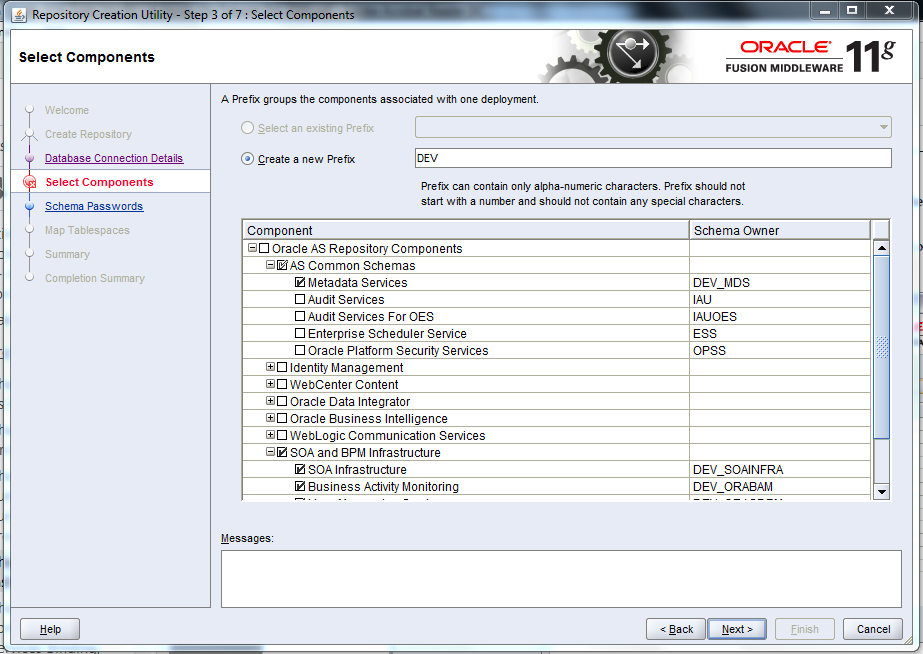 Repository Creation Utility - Step 3 of 7 : Select Components
Select Components
ORACLE®
FUSION MIDDLEWARE
11g
Welcome
Create Repository
Database Connection Details
Select Components
Schema Passwords
Map Tablespaces
Summary
Completion Summary
A Prefix groups the components associated with one deployment.
Select an existing Prefix
Create a new Prefix DEV
Prefix can contain only alpha-numeric characters. Prefix should not
start with a number and should not contain any special characters.
Component Schema Owner
Oracle AS Repository Components
AS Common Schemas
Metadata Services DEV_MDS
Audit Services IAU
Audit Services For OES IAUOES
Enterprise Scheduler Service ESS
Oracle Platform Security Services OPSS
Identity Management
WebCenter Content
Oracle Data Integrator
Oracle Business Intelligence
WebLogic Communication Services
SOA and BPM Infrastructure
SOA Infrastructure DEV_SOAINFRA
Business Activity Monitoring DEV_ORABAM
Messages:
Help < Back Next > Finish Cancel